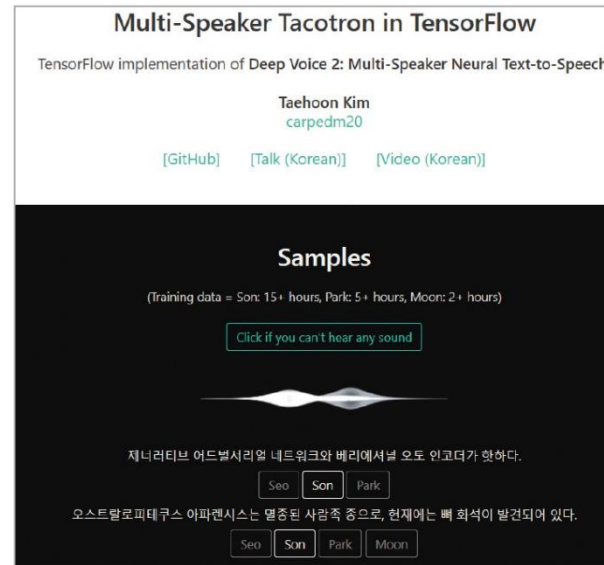 Multi-Speaker Tacotron in TensorFlow
TensorFlow implementation of Deep Voice 2: Multi-Speaker Neural Text-to-Speech
Taehoon Kim
carpedm20
[GitHub] [Talk (Korean)] [Video (Korean)]
Samples
(Training data = Son: 15+ hours, Park: 5+ hours, Moon: 2+ hours)
Click if you can't hear any sound
제너러티브 어드벌서리얼 네트워크와 베리에셔널 오토 인코더가 핫하다.
Seo Son Park
오스트랄로피테쿠스 아파렌시스는 멸종된 사람족 종으로, 현재에는 뼈 화석이 발견되어 있다.
Seo Son Park Moon